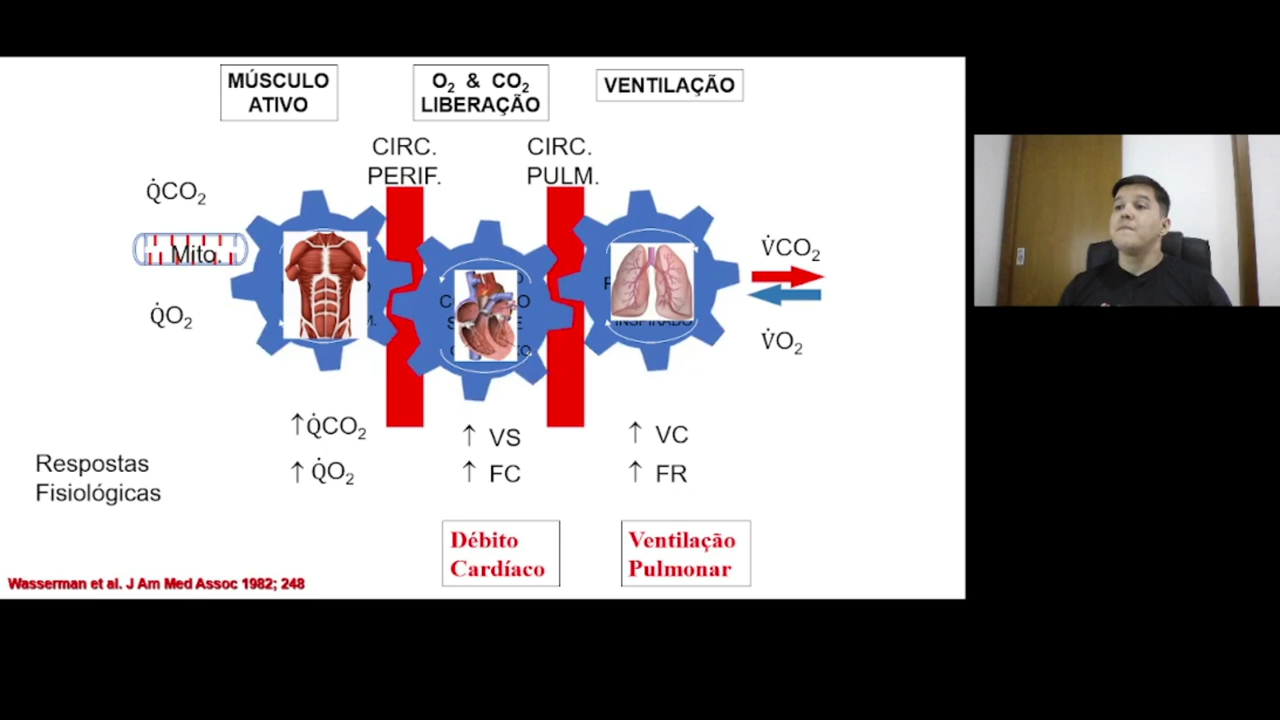 MÚSCULO
ATIVO
O₂ & CO₂
LIBERAÇÃO
VENTILAÇÃO
CIRC.
PERIF.
CIRC.
PULM.
Q̇CO₂
Mito.
Q̇O₂
INSPIRADO
V̇CO₂
V̇O₂
↑Q̇CO₂
↑ Q̇O₂
↑ VS
↑ FC
↑ VC
↑ FR
Respostas
Fisiológicas
Débito
Cardíaco
Ventilação
Pulmonar
Wasserman et al. J Am Med Assoc 1982; 248